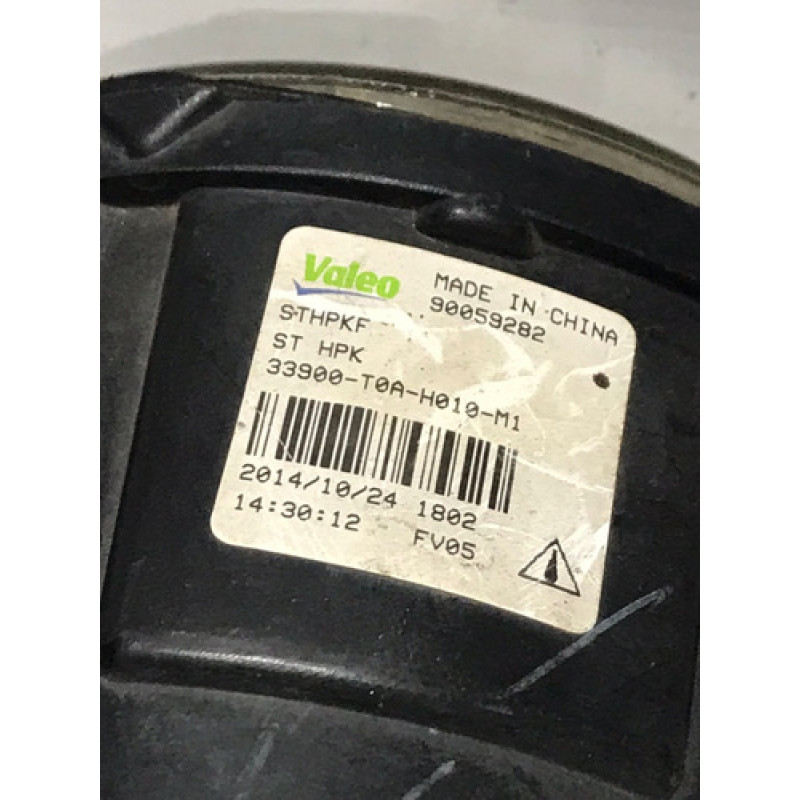 Valeo
MADE IN CHINA
90059282
STHPKF
ST HPK
33900-T0A-H010-M1
2014/10/24 1802
14:30:12 FV05